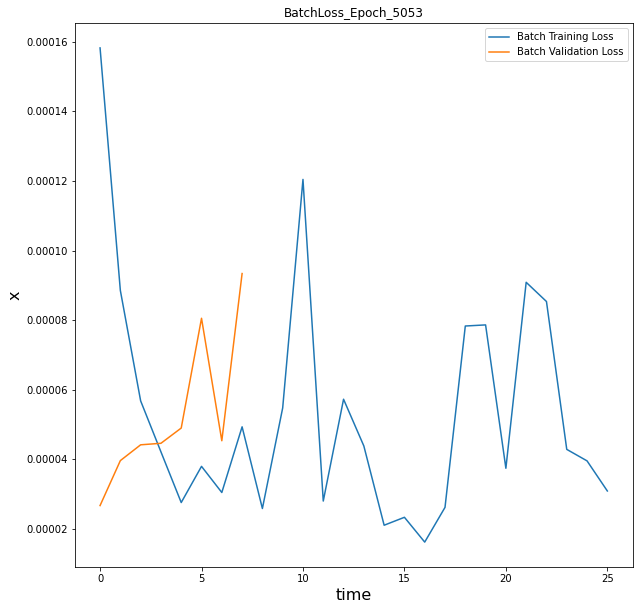 BatchLoss_Epoch_5053
Batch Training Loss
Batch Validation Loss
0.00016
0.00014
0.00012
0.00010
0.00008
0.00006
0.00004
0.00002
x
0 5 10 15 20 25
time